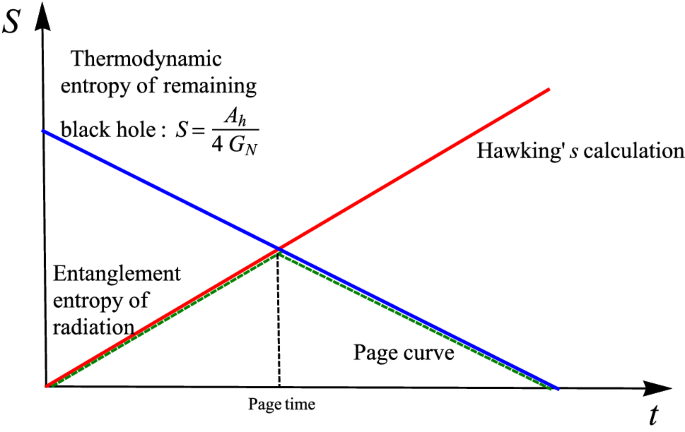 S
Thermodynamic
entropy of remaining
black hole : S = A_h / 4 G_N
Hawking's calculation
Entanglement
entropy of
radiation
Page curve
Page time
t